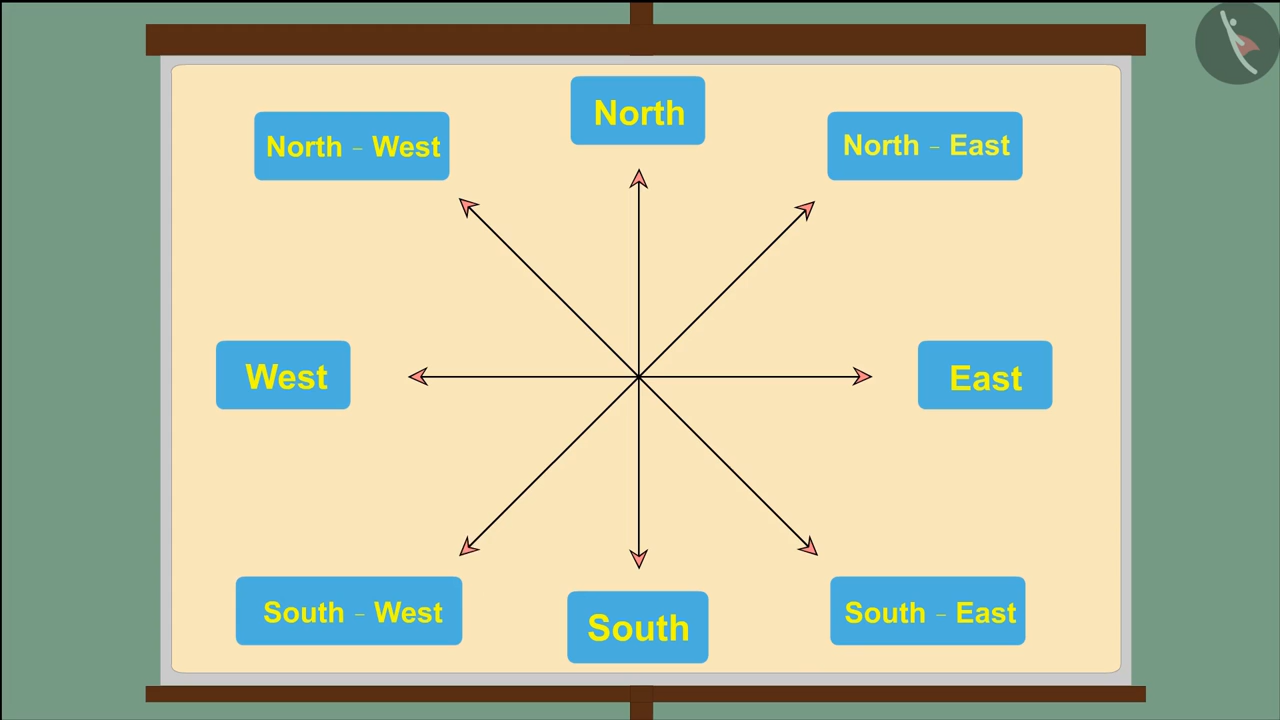 North
North - West
North - East
West
East
South - West
South
South - East